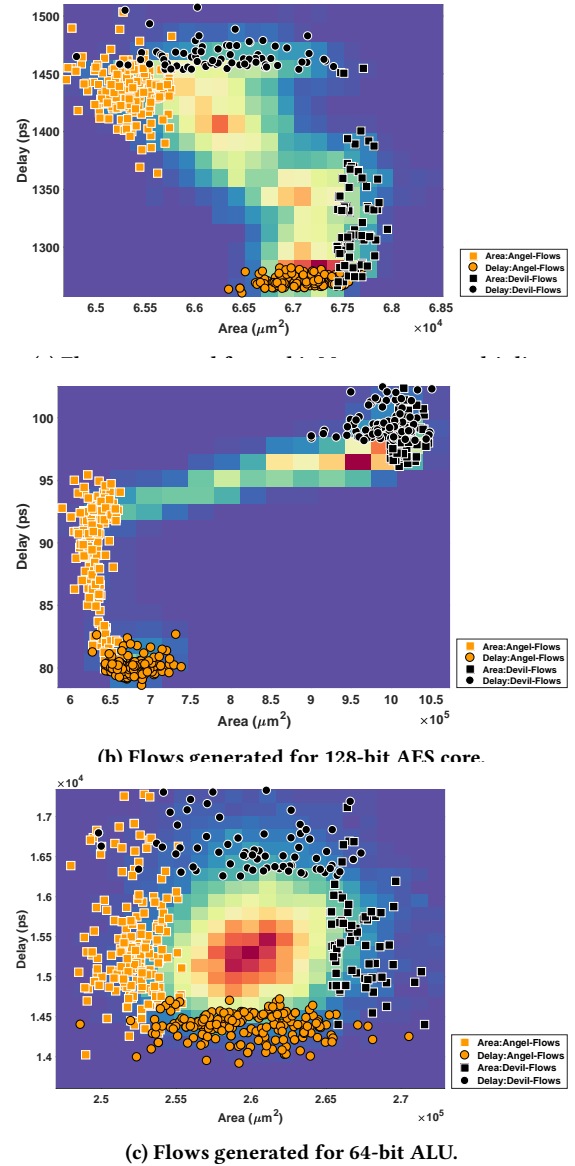 1500
1450
1400
1350
1300
Delay (ps)
6.5 6.55 6.6 6.65 6.7 6.75 6.8 6.85
Area (μm²)
×10⁴
Area:Angel-Flows
Delay:Angel-Flows
Area:Devil-Flows
Delay:Devil-Flows
100
95
90
85
80
Delay (ps)
6 6.5 7 7.5 8 8.5 9 9.5 10 10.5
Area (μm²)
×10⁵
Area:Angel-Flows
Delay:Angel-Flows
Area:Devil-Flows
Delay:Devil-Flows
(b) Flows generated for 128-bit AES core.
×10⁴
1.7
1.65
1.6
1.55
1.5
1.45
1.4
Delay (ps)
2.5 2.55 2.6 2.65 2.7
Area (μm²)
×10⁵
Area:Angel-Flows
Delay:Angel-Flows
Area:Devil-Flows
Delay:Devil-Flows
(c) Flows generated for 64-bit ALU.